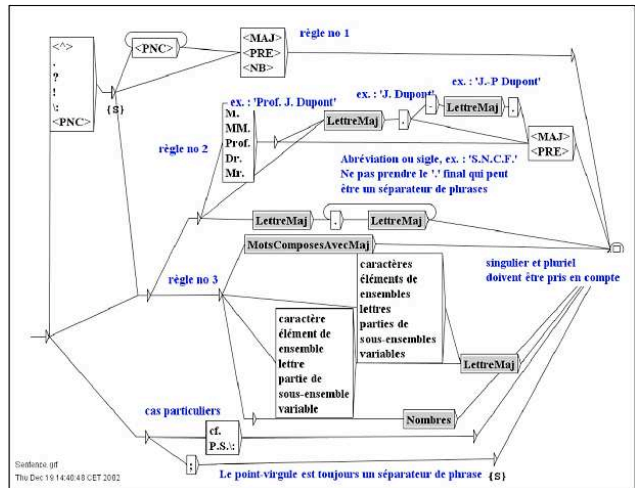 <^>
.
?
!
\:
<PNC>
{S}
<PNC>
<MAJ>
<PRE>
<NB>
règle no 1
ex. : 'Prof. J. Dupont'
ex. : 'J. Dupont'
ex. : 'J.-P Dupont'
M.
MM.
Prof.
Dr.
Mr.
règle no 2
LettreMaj
.
-
LettreMaj
.
<MAJ>
<PRE>
Abréviation ou sigle, ex. : 'S.N.C.F.'
Ne pas prendre le '.' final qui peut
être un séparateur de phrases
LettreMaj
.
LettreMaj
MotsComposesAvecMaj
règle no 3
singulier et pluriel
doivent être pris en compte
caractères
éléments de
ensembles
lettres
parties de
sous-ensembles
variables
caractère
élément de
ensemble
lettre
partie de
sous-ensemble
variable
LettreMaj
Nombres
cas particuliers
cf.
P.S.\:
;
Le point-virgule est toujours un séparateur de phrase
{S}
Sentence.grf
Thu Dec 19 14:48:48 CET 2002